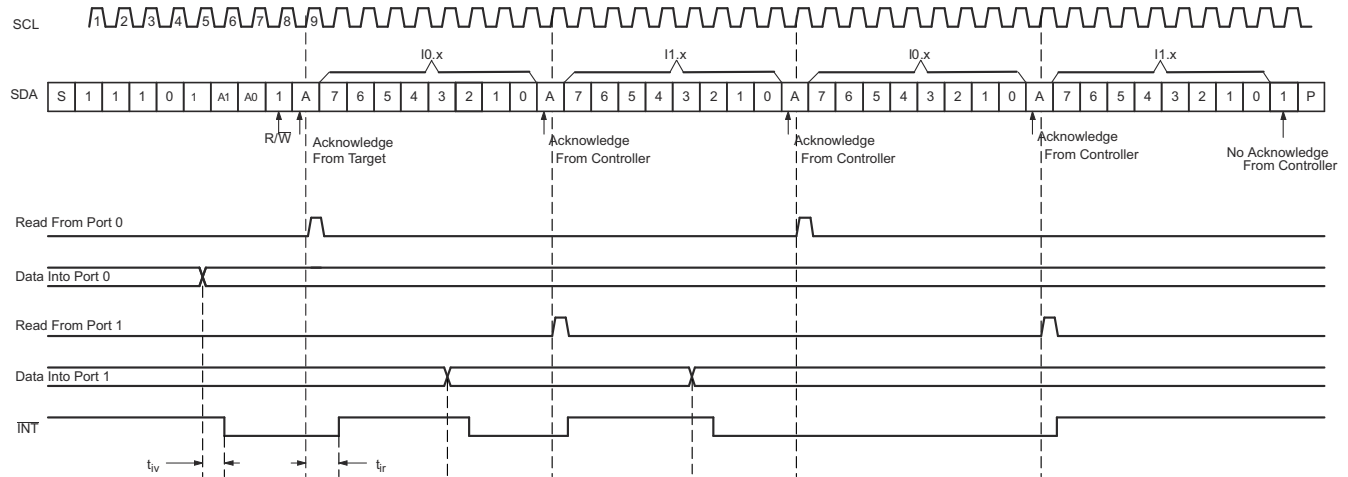 SCL 1 2 3 4 5 6 7 8 9
I0.x I1.x I0.x I1.x
SDA S 1 1 1 0 1 A1 A0 1 A 7 6 5 4 3 2 1 0 A 7 6 5 4 3 2 1 0 A 7 6 5 4 3 2 1 0 A 7 6 5 4 3 2 1 0 1 P
R/W̅
Acknowledge
From Target
Acknowledge
From Controller
Acknowledge
From Controller
Acknowledge
From Controller
No Acknowledge
From Controller
Read From Port 0
Data Into Port 0
Read From Port 1
Data Into Port 1
I̅N̅T̅
tiv
tir